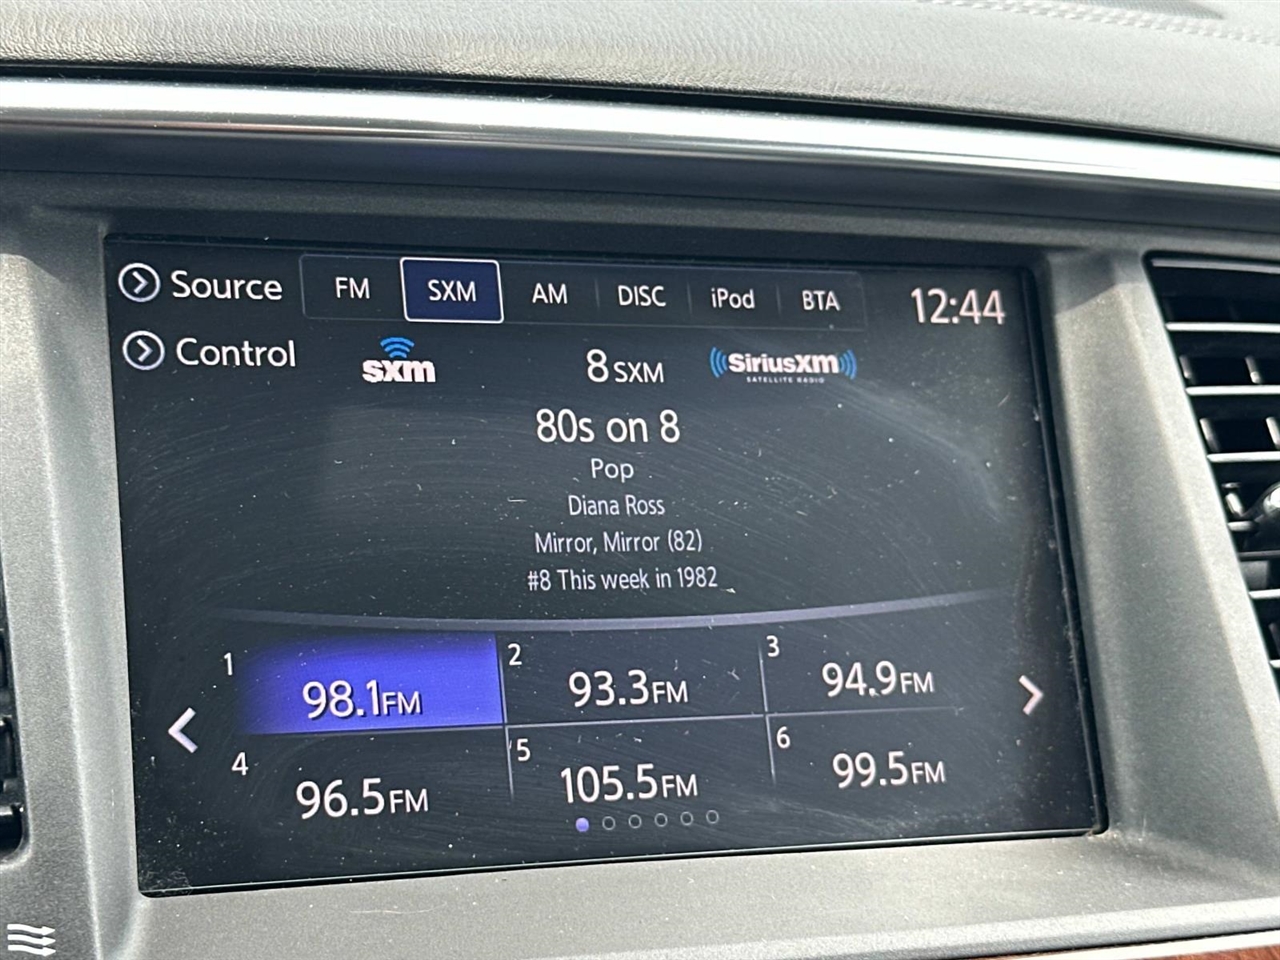 Source FM SXM AM DISC iPod BTA 12:44
Control sxm 8 SXM SiriusXM
SATELLITE RADIO
80s on 8
Pop
Diana Ross
Mirror, Mirror (82)
#8 This week in 1982
1 98.1FM 2 93.3FM 3 94.9FM
4 96.5FM 5 105.5FM 6 99.5FM